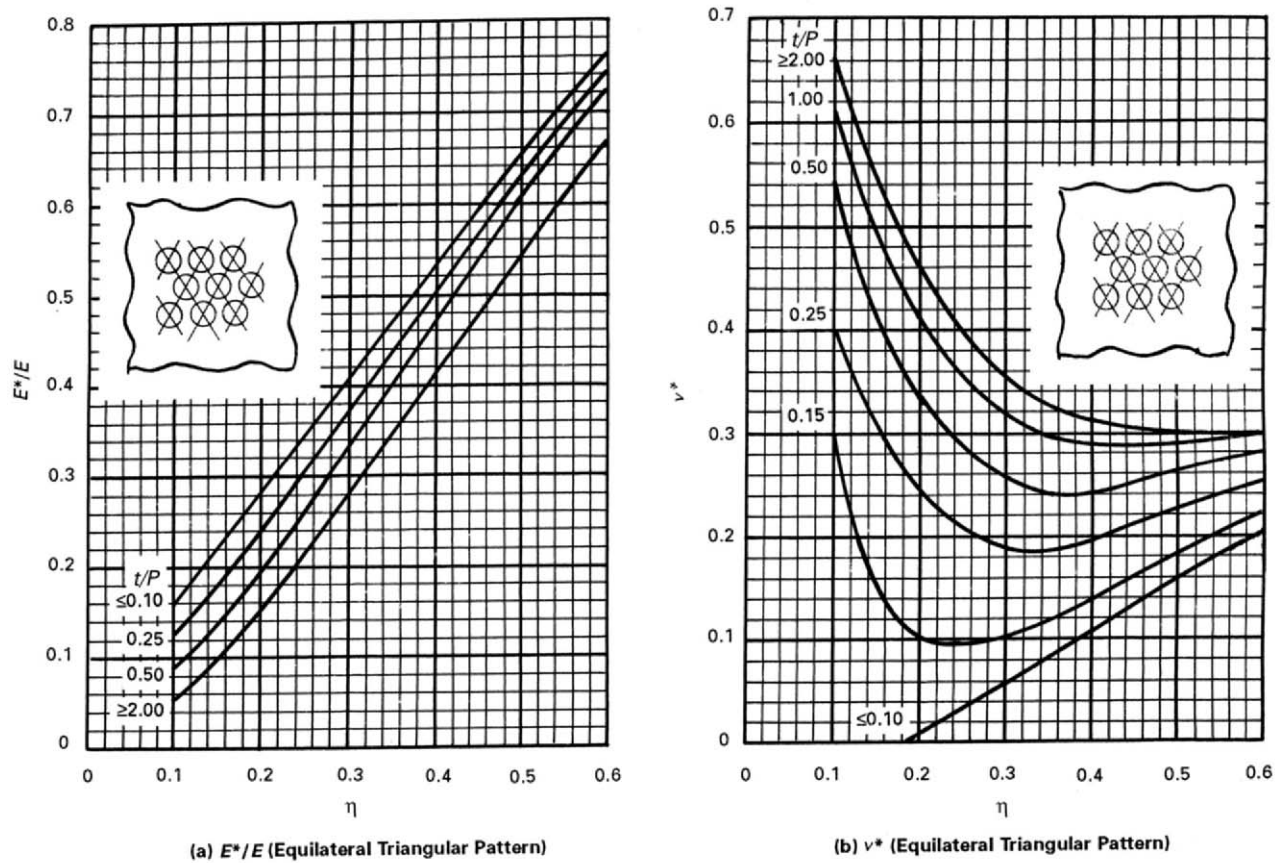 0.8
0.7
0.6
0.5
0.4
0.3
0.2
0.1
0
E*/E
t/P
≤0.10
0.25
0.50
≥2.00
0 0.1 0.2 0.3 0.4 0.5 0.6
η
(a) E*/E (Equilateral Triangular Pattern)
0.7
0.6
0.5
0.4
0.3
0.2
0.1
0
ν*
t/P
≥2.00
1.00
0.50
0.25
0.15
≤0.10
0 0.1 0.2 0.3 0.4 0.5 0.6
η
(b) ν* (Equilateral Triangular Pattern)